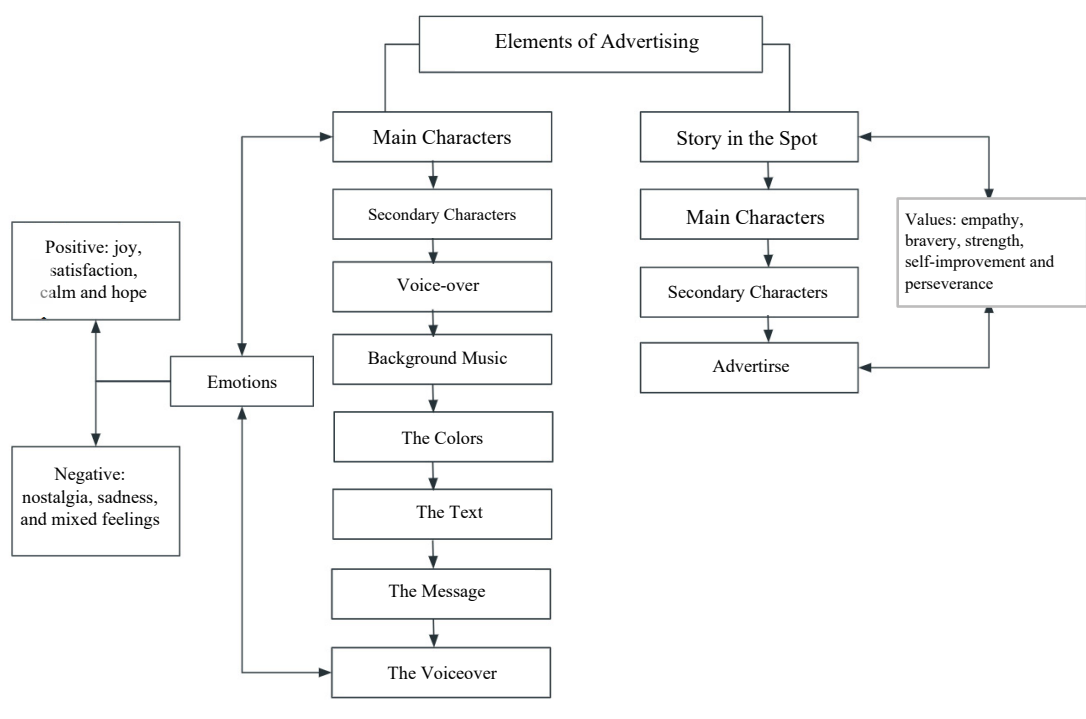 Elements of Advertising
Main Characters
Secondary Characters
Voice-over
Background Music
The Colors
The Text
The Message
The Voiceover
Emotions
Positive: joy,
satisfaction,
calm and hope
Negative:
nostalgia, sadness,
and mixed feelings
Story in the Spot
Main Characters
Secondary Characters
Advertirse
Values: empathy,
bravery, strength,
self-improvement and
perseverance